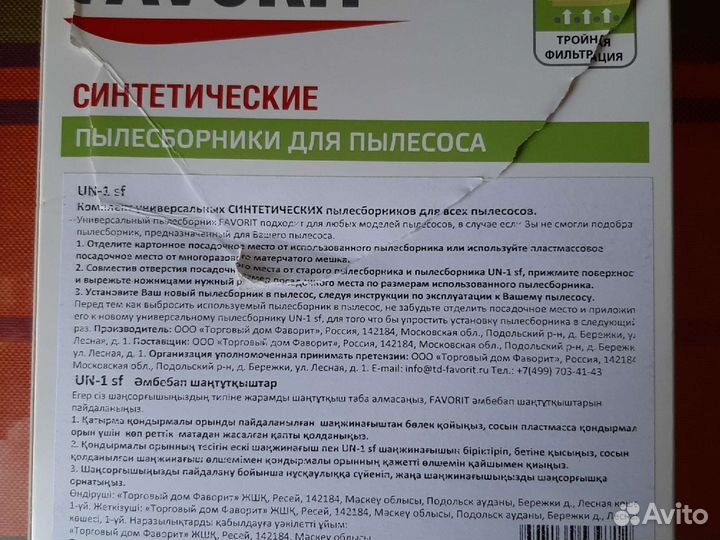 FAVORIT
ТРОЙНАЯ
ФИЛЬТРАЦИЯ
СИНТЕТИЧЕСКИЕ
ПЫЛЕСБОРНИКИ ДЛЯ ПЫЛЕСОСА
UN-1 sf
Комплект универсальных СИНТЕТИЧЕСКИХ пылесборников для всех пылесосов.
Универсальный пылесборник FAVORIT подходит для любых моделей пылесосов, в случае если Вы не смогли подобра
пылесборник, предназначенный для Вашего пылесоса.
1. Отделите картонное посадочное место от использованного пылесборника или используйте пластмассовое
посадочное место от многоразового матерчатого мешка.
2. Совместив отверстия посадочного места от старого пылесборника и пылесборника UN-1 sf, прижмите поверхнос
и вырежьте ножницами нужный размер посадочного места по размерам использованного пылесборника.
3. Установите Ваш новый пылесборник в пылесос, следуя инструкции по эксплуатации к Вашему пылесосу.
Перед тем как выбросить используемый пылесборник в пылесос, не забудьте отделить посадочное место и приложит
его к новому универсальному пылесборнику UN-1 sf, для того что бы упростить установку пылесборника в следующий
раз. Производитель: ООО «Торговый дом Фаворит», Россия, 142184, Московская обл., Подольский р-н, д. Бережки, ул.
Лесная, д. 1. Поставщик: ООО «Торговый дом Фаворит», Россия, 142184, Московская обл., Подольский р-н, д. Бережк
ул. Лесная, д. 1. Организация уполномоченная принимать претензии: ООО «Торговый дом Фаворит», Россия, 142184
Московская обл., Подольский р-н, д. Бережки, ул. Лесная, д. 1. E-mail: info@td-favorit.ru Тел.: +7(499) 703-41-43
UN-1 sf Әмбебап шаңтұтқыштар
Егер сіз шаңсорғышыңыздың типіне жарамды шаңтұтқыш таба алмасаңыз, FAVORIT әмбебап шаңтұтқыштарын
пайдаланыңыз.
1. Қатырма қондырмалы орынды пайдаланылған шаңжинағыштан бөлек қойыңыз, сосын пластмасса қондырмал
орын үшін көп реттік матадан жасалған қапты қолданыңыз.
2. Қондырмалы орынның тесігін ескі шаңжинағыш пен UN-1 sf шаңжинағышын біріктіріп, бетіне қысыңыз, сосын
қолданылған шаңжинағыш өлшемімен қондырмалы орынның қажетті өлшемін қайшымен қиыңыз.
3. Шаңсорғышыңызды пайдалану бойынша нұсқаулыққа сүйеніп, жаңа шаңжинағышыңызды шаңсорғышқа
орнатыңыз.
Өндіруші: «Торговый дом Фаворит» ЖШҚ, Ресей, 142184, Мәскеу облысы, Подольск ауданы, Бережки д., Лесная көш
1-үй. Жеткізуші: «Торговый дом Фаворит» ЖШҚ, Ресей, 142184, Мәскеу облысы, Подольск ауданы, Бережки д., Лесна
көшесі, 1-үй. Наразылықтарды қабылдауға уәкілетті ұйым:
«Торговый дом Фаворит» ЖШҚ, Ресей, 142184, Мәскеу облысы,
Avito